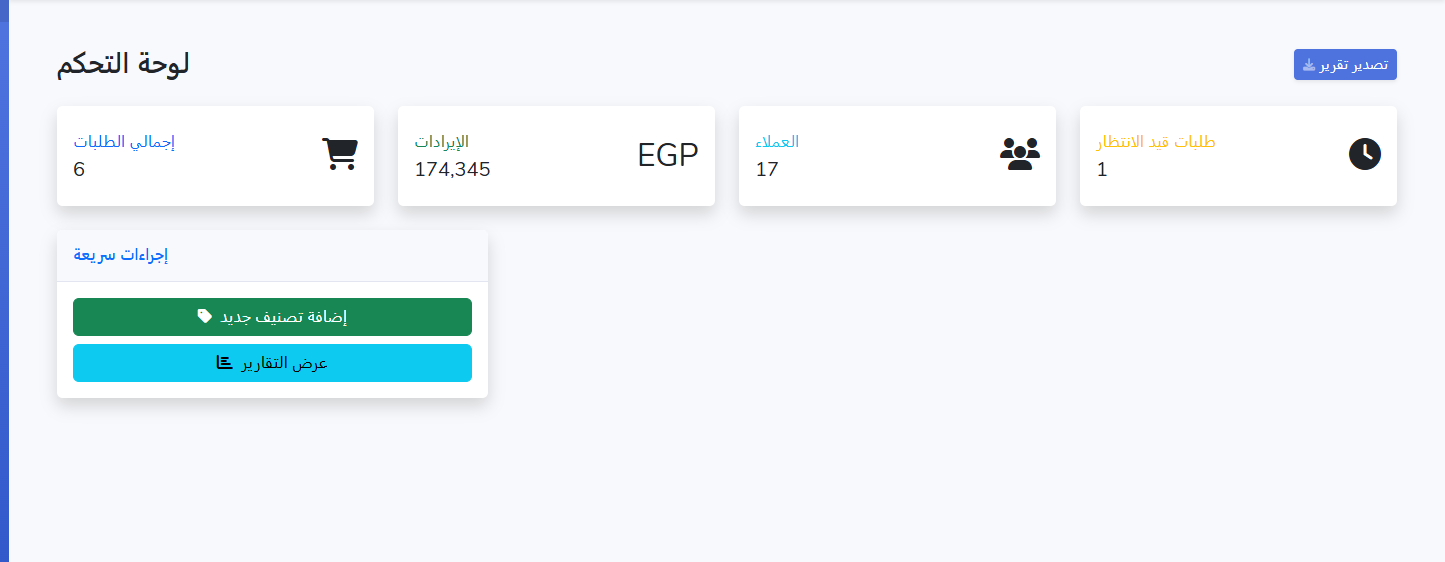 لوحة التحكم
تصدير تقرير
إجمالي الطلبات
6
الإيرادات
174,345
EGP
العملاء
17
طلبات قيد الانتظار
1
إجراءات سريعة
إضافة تصنيف جديد
عرض التقارير